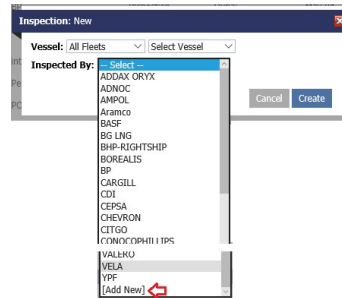 Inspection: New
Vessel: All Fleets Select Vessel
Inspected By: -- Select --
ADDAX ORYX
ADNOC
AMPOL
Aramco
BASF
BG LNG
BHP-RIGHTSHIP
BOREALIS
BP
CARGILL
CDI
CEPSA
CHEVRON
CITGO
CONOCOPHILLIPS
VALERO
VELA
YPF
[Add New]
Cancel Create